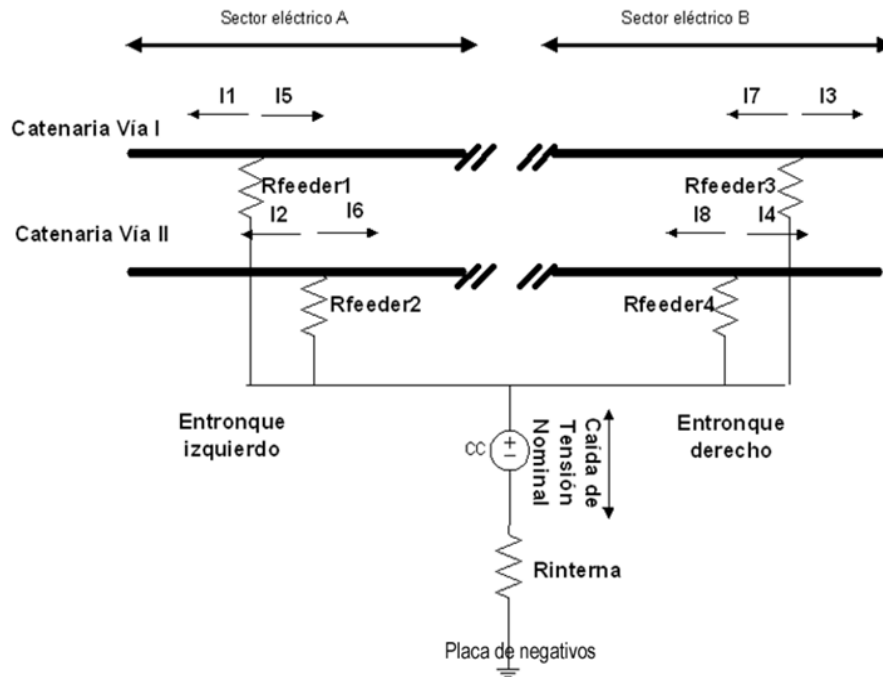 Sector eléctrico A
Sector eléctrico B
I1
I5
I7
I3
Catenaria Vía I
Rfeeder1
Rfeeder3
I2
I6
I8
I4
Catenaria Vía II
Rfeeder2
Rfeeder4
Entronque
izquierdo
CC
Caída de
Tensión
Nominal
Entronque
derecho
Rinterna
Placa de negativos